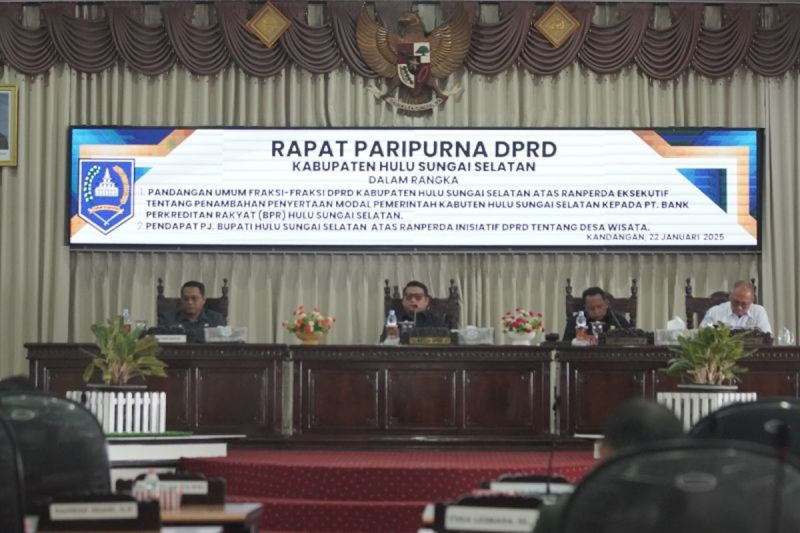 RAPAT PARIPURNA DPRD
KABUPATEN HULU SUNGAI SELATAN
DALAM RANGKA
1. PANDANGAN UMUM FRAKSI-FRAKSI DPRD KABUPATEN HULU SUNGAI SELATAN ATAS RANPERDA EKSEKUTIF
TENTANG PENAMBAHAN PENYERTAAN MODAL PEMERINTAH KABUTEN HULU SUNGAI SELATAN KEPADA PT. BANK
PERKREDITAN RAKYAT (BPR) HULU SUNGAI SELATAN.
2. PENDAPAT PJ. BUPATI HULU SUNGAI SELATAN ATAS RANPERDA INISIATIF DPRD TENTANG DESA WISATA.
KANDANGAN, 22 JANUARI 2025